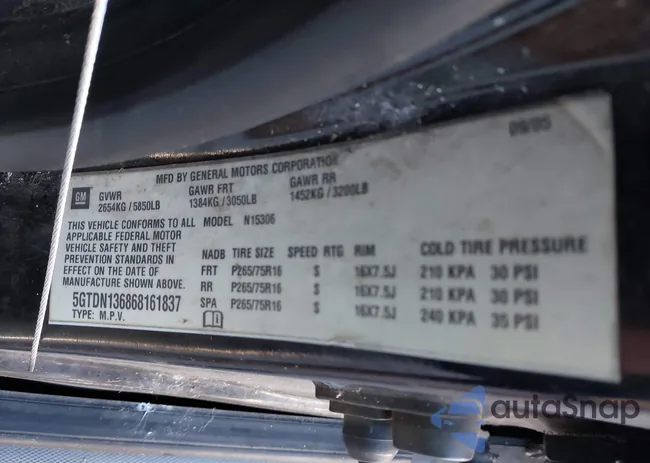 09/05
MFD BY GENERAL MOTORS CORPORATION
GM GVWR GAWR FRT GAWR RR
2654KG / 5850LB 1384KG / 3050LB 1452KG / 3200LB
THIS VEHICLE CONFORMS TO ALL MODEL N15306
APPLICABLE FEDERAL MOTOR
VEHICLE SAFETY AND THEFT
PREVENTION STANDARDS IN
EFFECT ON THE DATE OF
MANUFACTURE SHOWN ABOVE.
5GTDN136868161837
TYPE: M.P.V.
NADB TIRE SIZE SPEED RTG RIM COLD TIRE PRESSURE
FRT P265/75R16 S 16X7.5J 210 KPA 30 PSI
RR P265/75R16 S 16X7.5J 210 KPA 30 PSI
SPA P265/75R16 S 16X7.5J 240 KPA 35 PSI
autoSnap